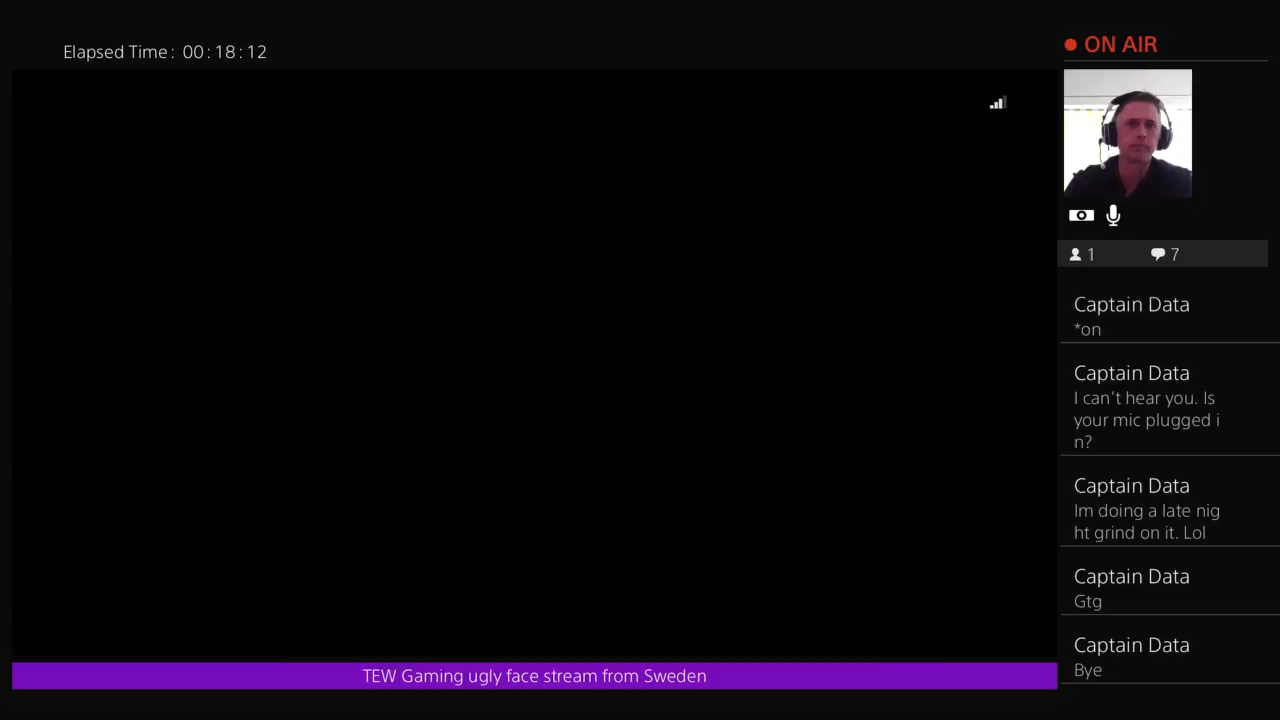 Elapsed Time: 00:18:12
ON AIR
1 7
Captain Data
*on
Captain Data
I can't hear you. Is
your mic plugged i
n?
Captain Data
Im doing a late nig
ht grind on it. Lol
Captain Data
Gtg
Captain Data
Bye
TEW Gaming ugly face stream from Sweden